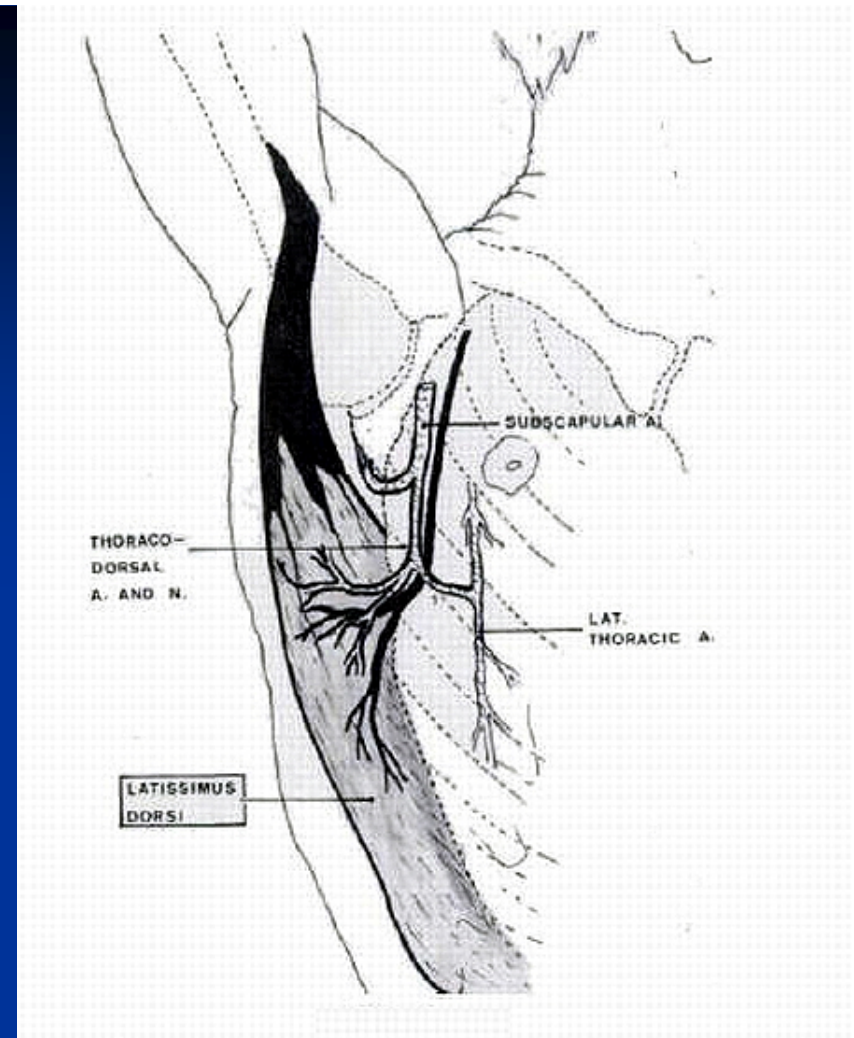 SUBSCAPULAR A.
THORACO-
DORSAL
A. AND N.
LAT.
THORACIC A.
LATISSIMUS
DORSI